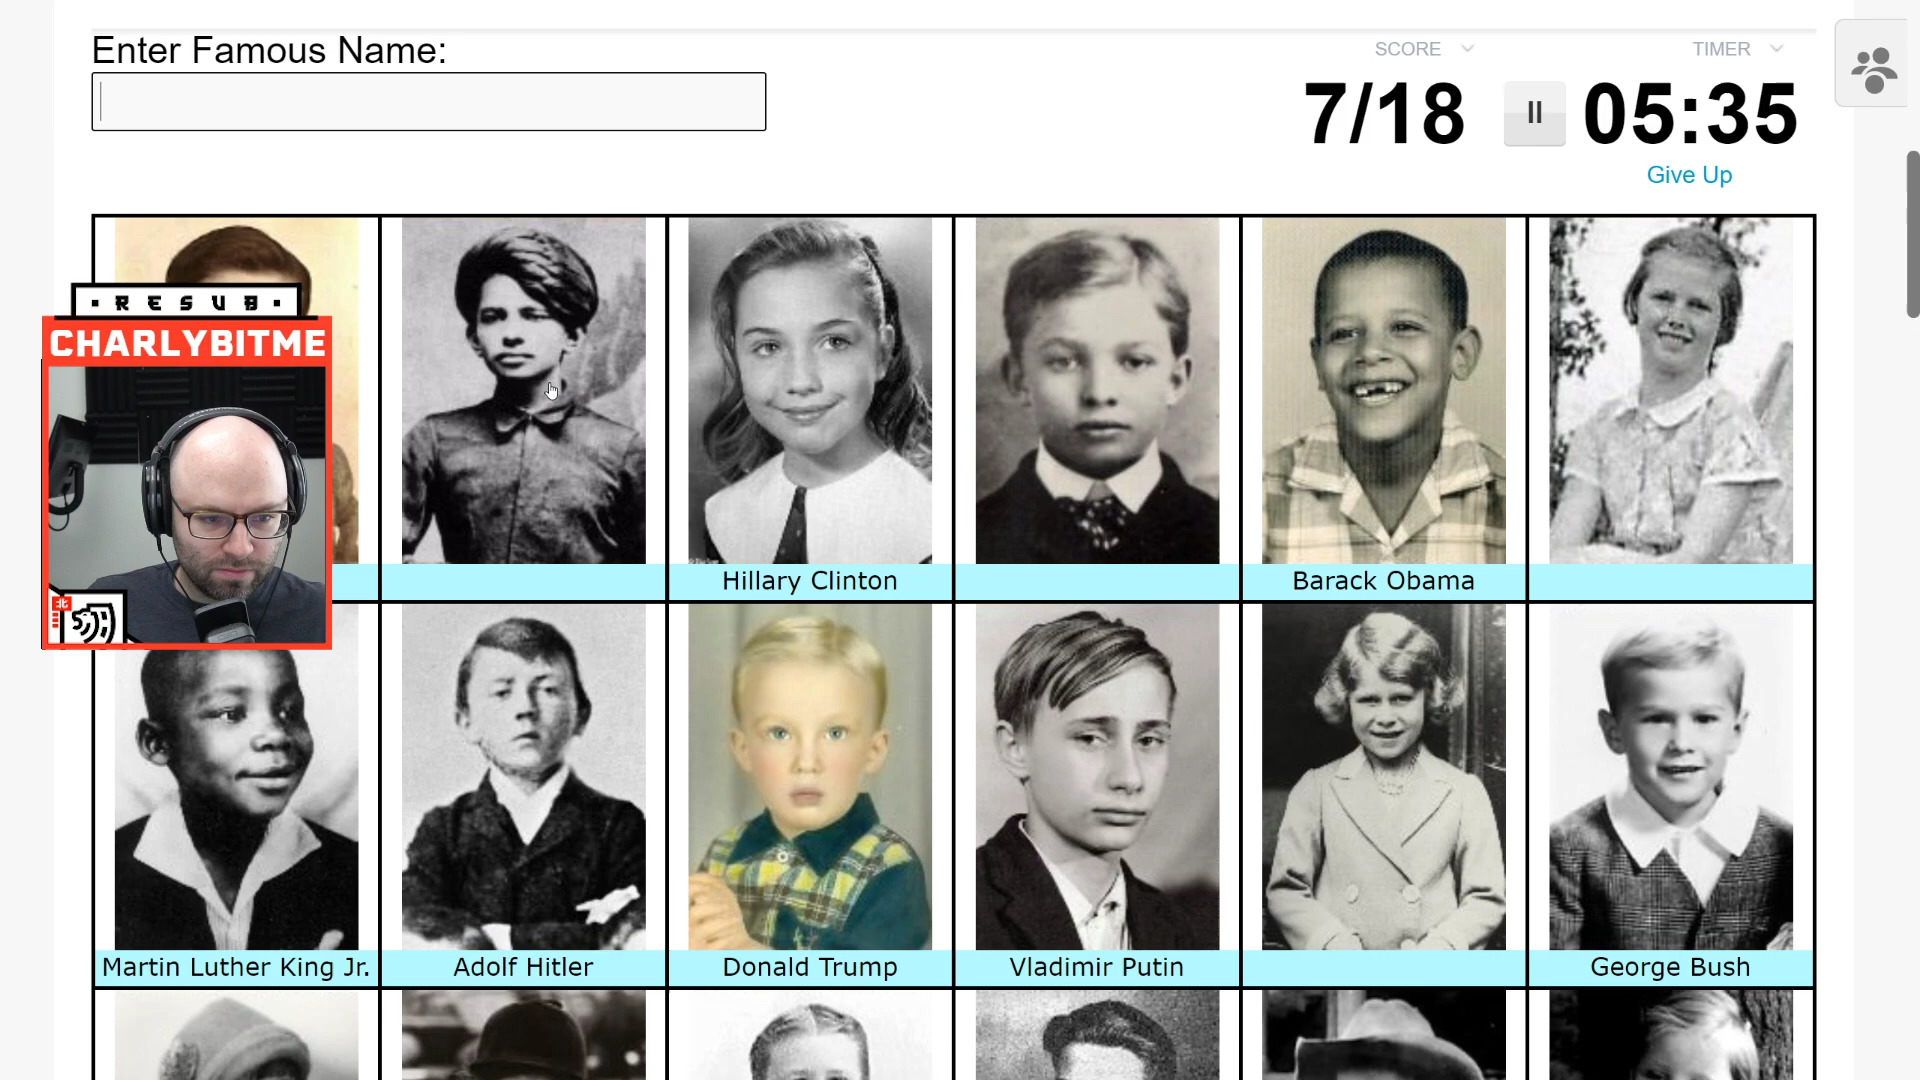 Enter Famous Name:
SCORE
TIMER
7/18
05:35
Give Up
RESUB
CHARLYBITME
Hillary Clinton
Barack Obama
Martin Luther King Jr.
Adolf Hitler
Donald Trump
Vladimir Putin
George Bush